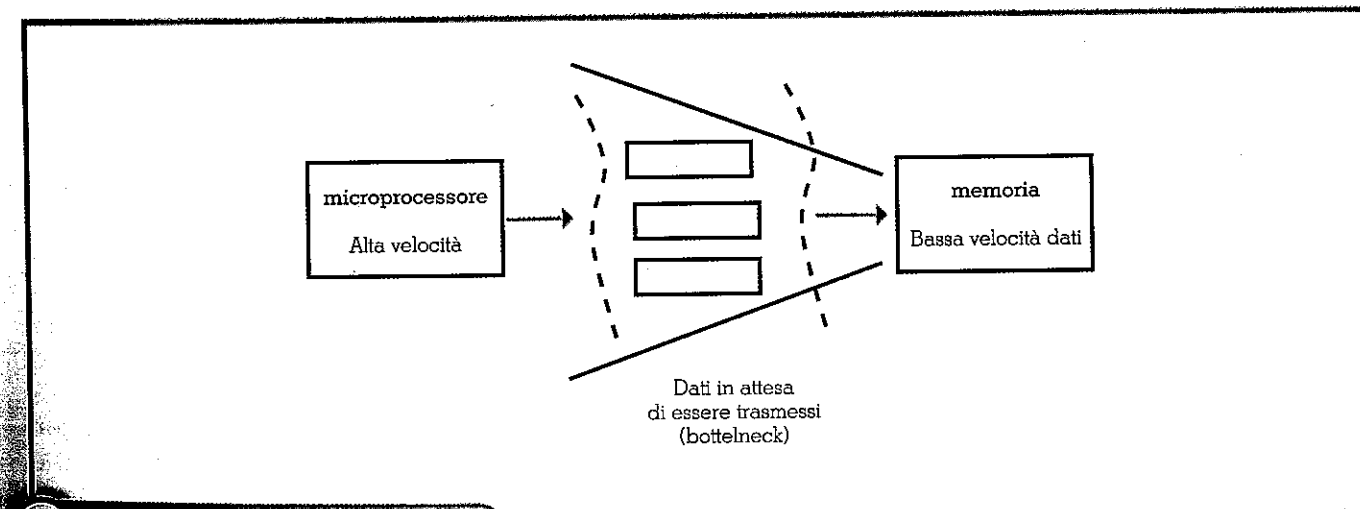 microprocessore
Alta velocità
memoria
Bassa velocità dati
Dati in attesa
di essere trasmessi
(bottelneck)